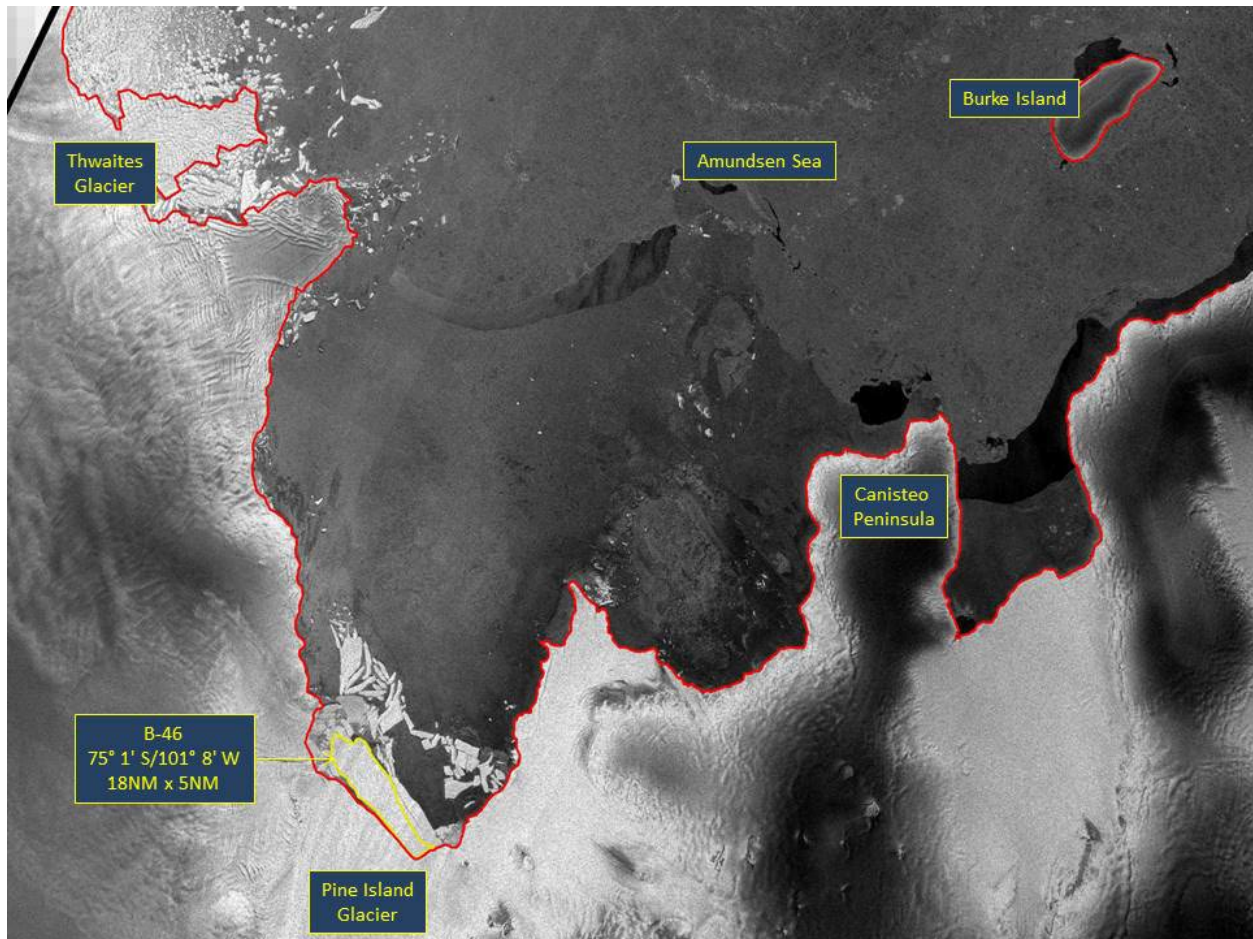 Burke Island
Amundsen Sea
Thwaites
Glacier
Canisteo
Peninsula
B-46
75° 1' S/101° 8' W
18NM x 5NM
Pine Island
Glacier